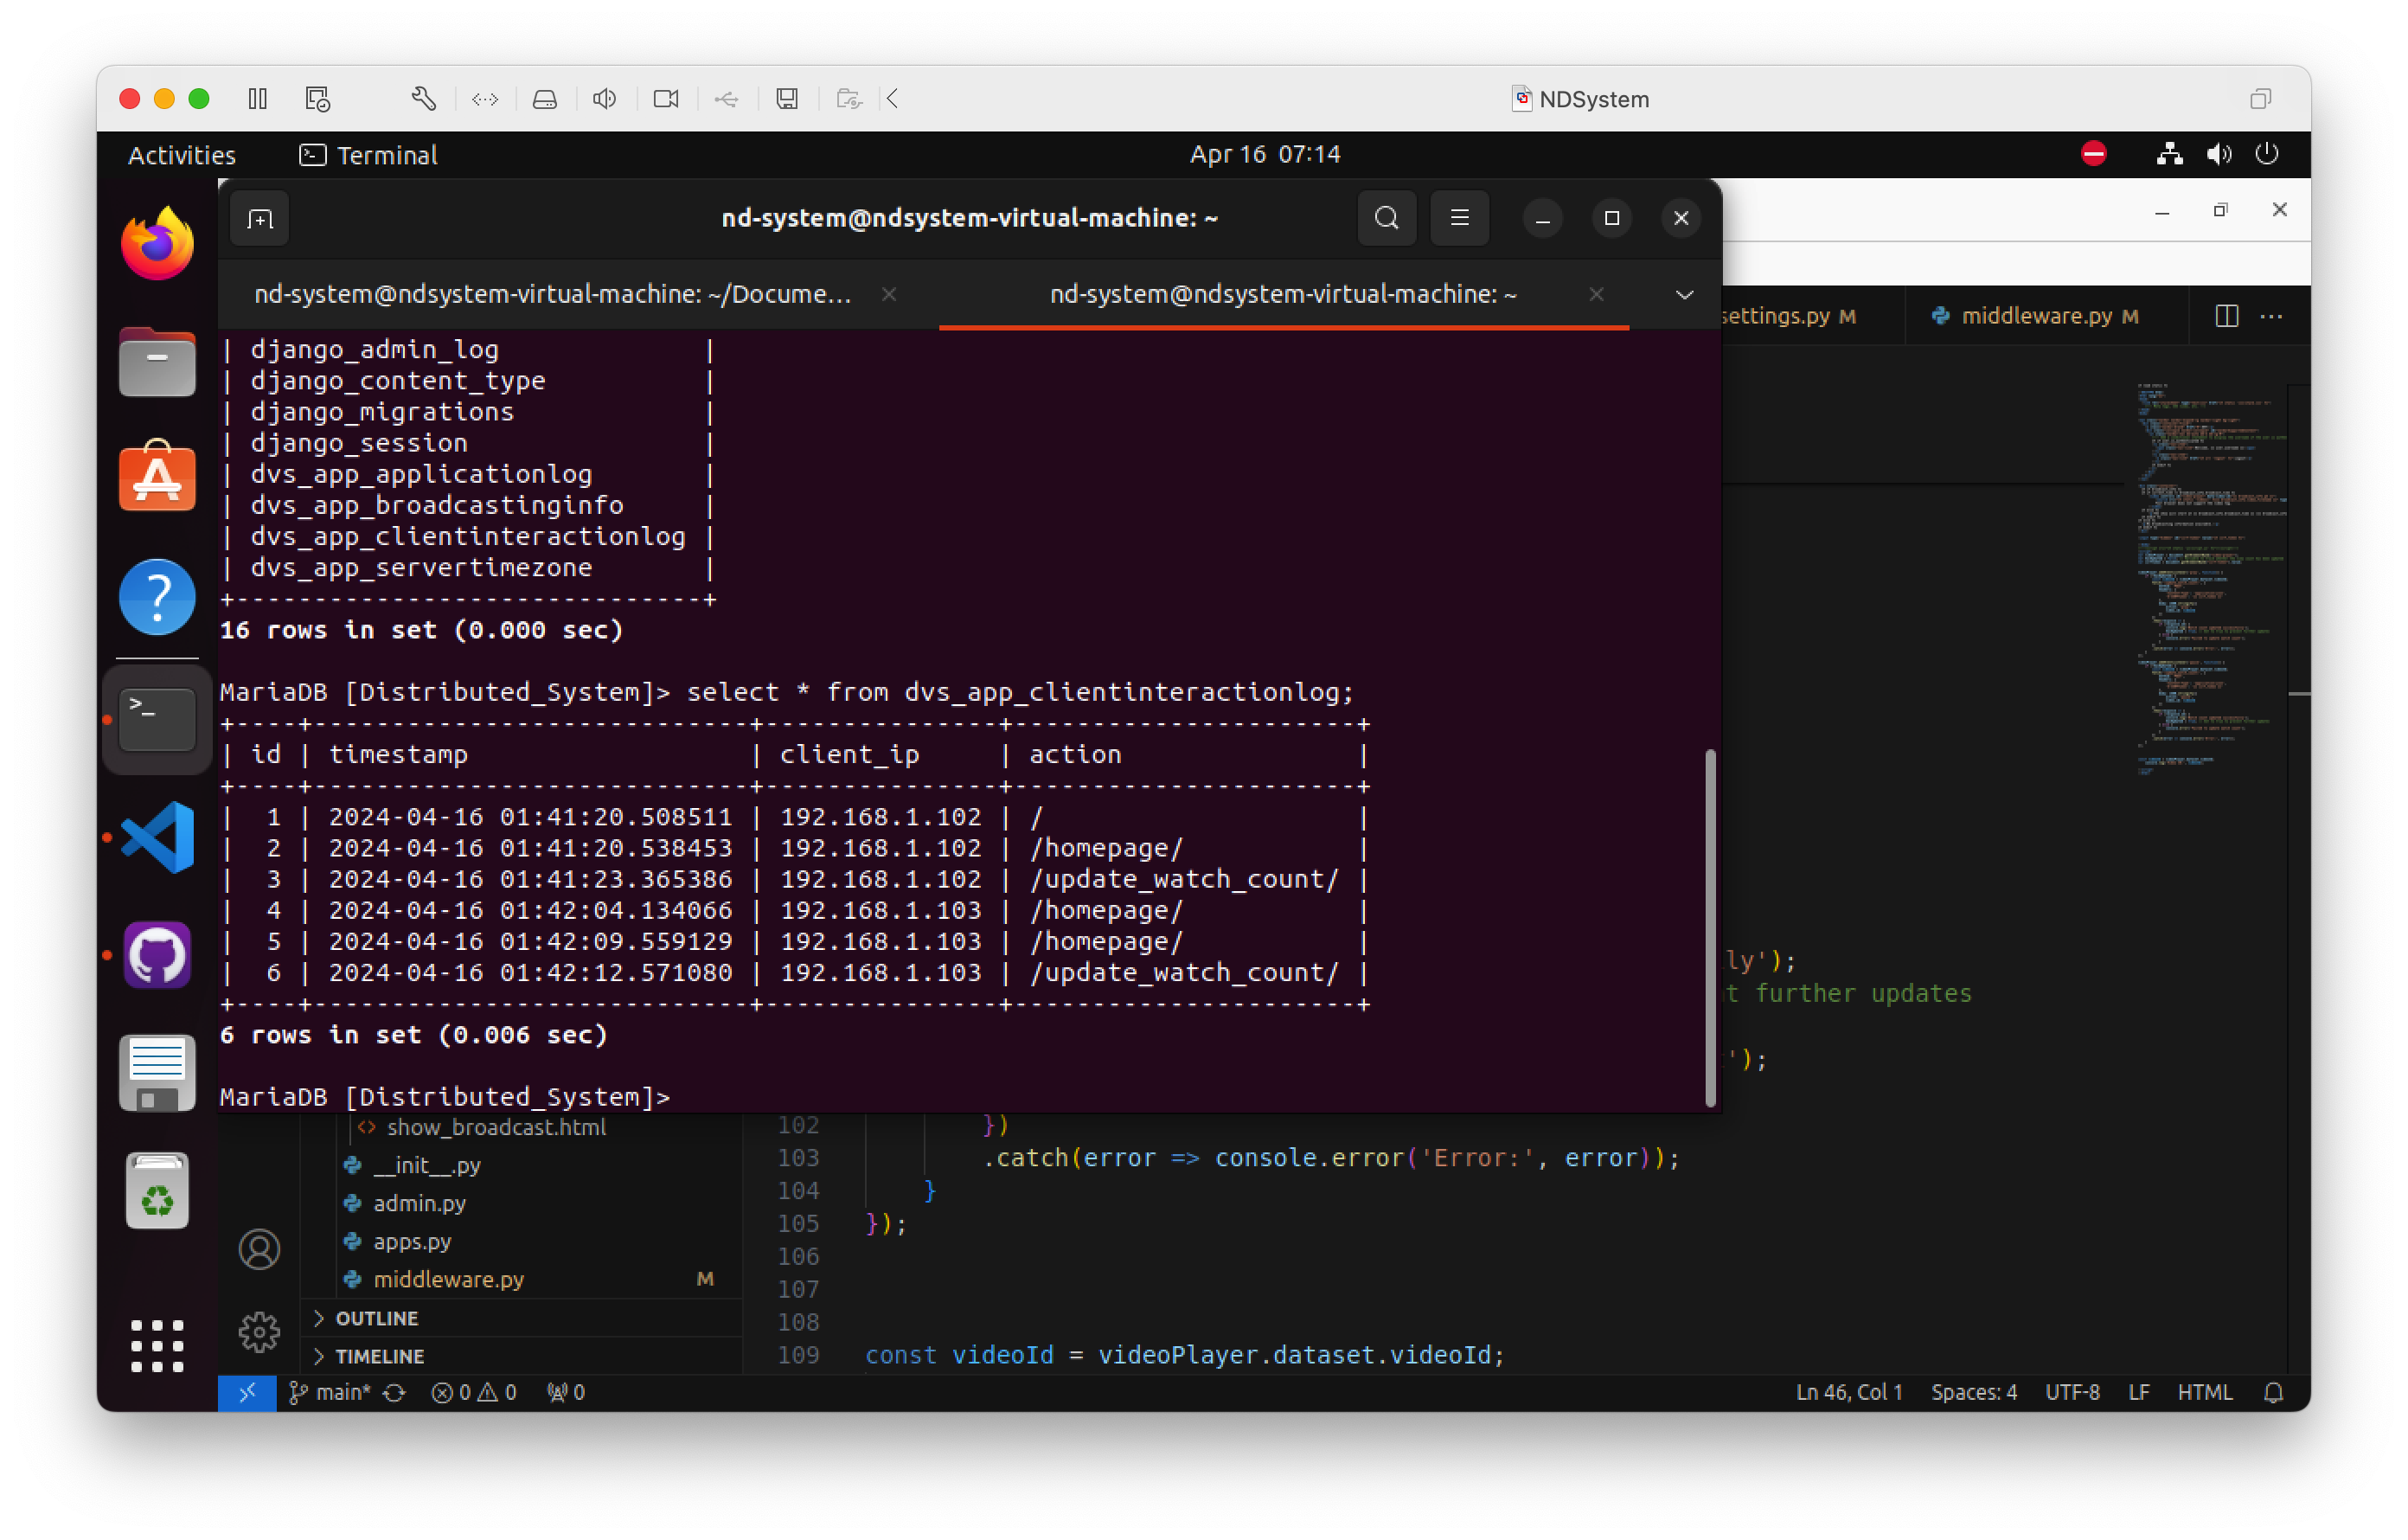 NDSystem
Activities
Terminal
Apr 16 07:14
nd-system@ndsystem-virtual-machine: ~
nd-system@ndsystem-virtual-machine: ~/Docume...
nd-system@ndsystem-virtual-machine: ~
settings.py M
middleware.py M
| django_admin_log |
| django_content_type |
| django_migrations |
| django_session |
| dvs_app_applicationlog |
| dvs_app_broadcastinginfo |
| dvs_app_clientinteractionlog |
| dvs_app_servertimezone |
+------------------------------+
16 rows in set (0.000 sec)
MariaDB [Distributed_System]> select * from dvs_app_clientinteractionlog;
+----+----------------------------+---------------+----------------------+
| id | timestamp | client_ip | action |
+----+----------------------------+---------------+----------------------+
| 1 | 2024-04-16 01:41:20.508511 | 192.168.1.102 | / |
| 2 | 2024-04-16 01:41:20.538453 | 192.168.1.102 | /homepage/ |
| 3 | 2024-04-16 01:41:23.365386 | 192.168.1.102 | /update_watch_count/ |
| 4 | 2024-04-16 01:42:04.134066 | 192.168.1.103 | /homepage/ |
| 5 | 2024-04-16 01:42:09.559129 | 192.168.1.103 | /homepage/ |
| 6 | 2024-04-16 01:42:12.571080 | 192.168.1.103 | /update_watch_count/ |
+----+----------------------------+---------------+----------------------+
6 rows in set (0.006 sec)
MariaDB [Distributed_System]>
lly');
t further updates
');
show_broadcast.html
__init__.py
admin.py
apps.py
middleware.py M
OUTLINE
TIMELINE
102 })
103 .catch(error => console.error('Error:', error));
104 }
105 });
106
107
108
109 const videoId = videoPlayer.dataset.videoId;
main* 0 0 0
Ln 46, Col 1 Spaces: 4 UTF-8 LF HTML